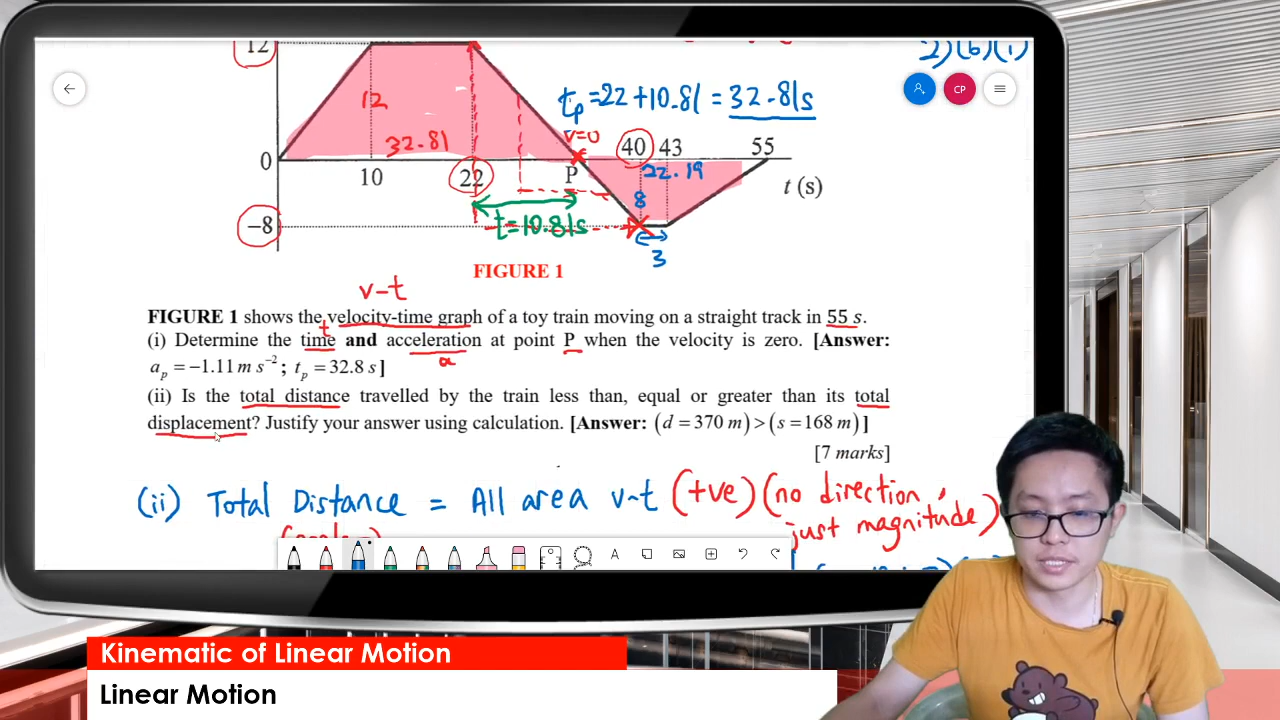 12
2)(b)(i)
tp = 22 + 10.81 = 32.81s
CP
12
v=0
32.81
40 43 55
0
22.19
10 22 P
t (s)
8
−8
t=10.81s
3
FIGURE 1
v-t
FIGURE 1 shows the velocity-time graph of a toy train moving on a straight track in 55 s.
t
(i) Determine the time and acceleration at point P when the velocity is zero. [Answer:
a
a_p = −1.11 m s⁻² ; t_p = 32.8 s]
(ii) Is the total distance travelled by the train less than, equal or greater than its total
displacement? Justify your answer using calculation. [Answer: (d = 370 m) > (s = 168 m)]
[7 marks]
(ii) Total Distance = All area v-t (+ve) (no direction,
just magnitude)
A
Kinematic of Linear Motion
Linear Motion